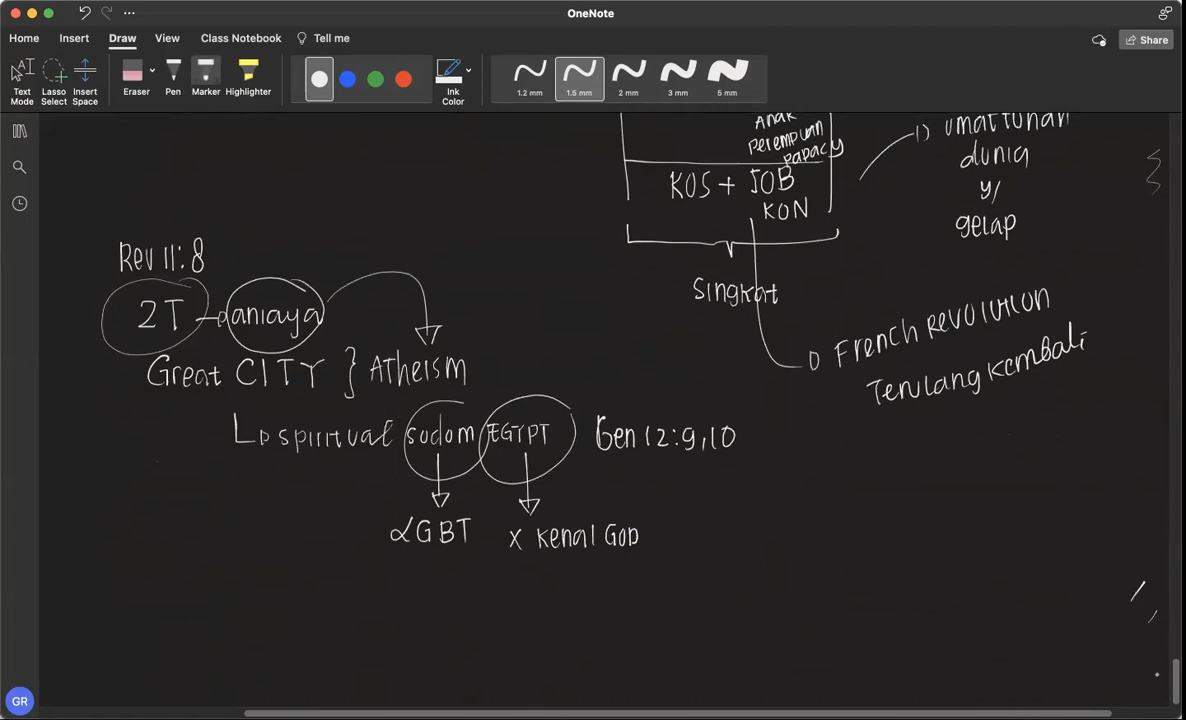 OneNote
Home Insert Draw View Class Notebook Tell me
Share
Text Mode
Lasso Select
Insert Space
Eraser
Pen
Marker
Highlighter
Ink Color
1.2 mm
1.5 mm
2 mm
3 mm
5 mm
Anak
perempuan
papacy
KOS + JOB
KON
Singkat
1) umat Tuhan
dunia
y/
gelap
French Revolution
Terulang kembali
Rev 11:8
2T aniaya
Great CITY } Atheism
spiritual sodom EGYPT Gen 12:9,10
αGBT x kenal GOD
GR